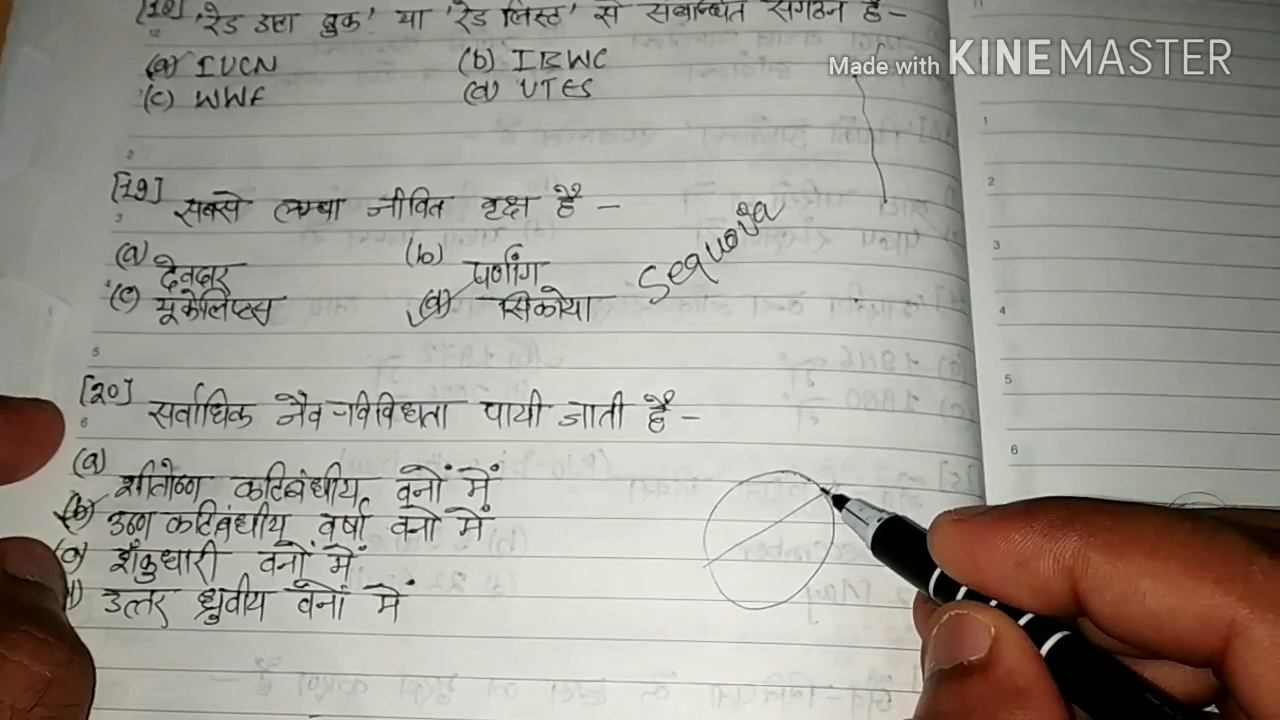 [18] 'रेड डाटा बुक' या 'रेड लिस्ट' से संबन्धित संगठन है -
(a) IUCN (b) IBWC
(c) WWF (d) UTES
Made with KINEMASTER
[19] सबसे लम्बा जीवित वृक्ष है -
(a) देवदार (b) पर्णांग
(c) यूकेलिप्टस (d) सिकोया
Sequoia
[20] सर्वाधिक जैव-विविधता पायी जाती है -
(a) शीतोष्ण कटिबंधीय वनों में
(b) उष्ण कटिबंधीय वर्षा वनों में
(c) शंकुधारी वनों में
(d) उत्तर ध्रुवीय वनों में